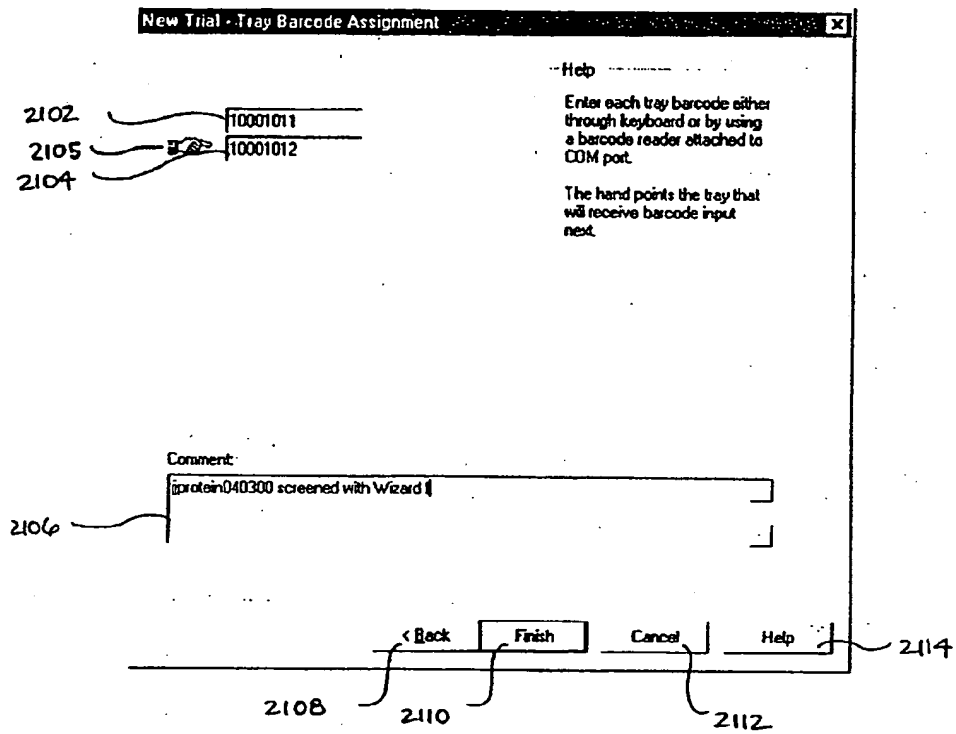 New Trial - Tray Barcode Assignment
Help
Enter each tray barcode either
through keyboard or by using
a barcode reader attached to
COM port.
The hand points the tray that
will receive barcode input
next.
2102
10001011
2105
10001012
2104
Comment:
jprotein040300 screened with Wizard I
2106
< Back
Finish
Cancel
Help
2114
2108
2110
2112